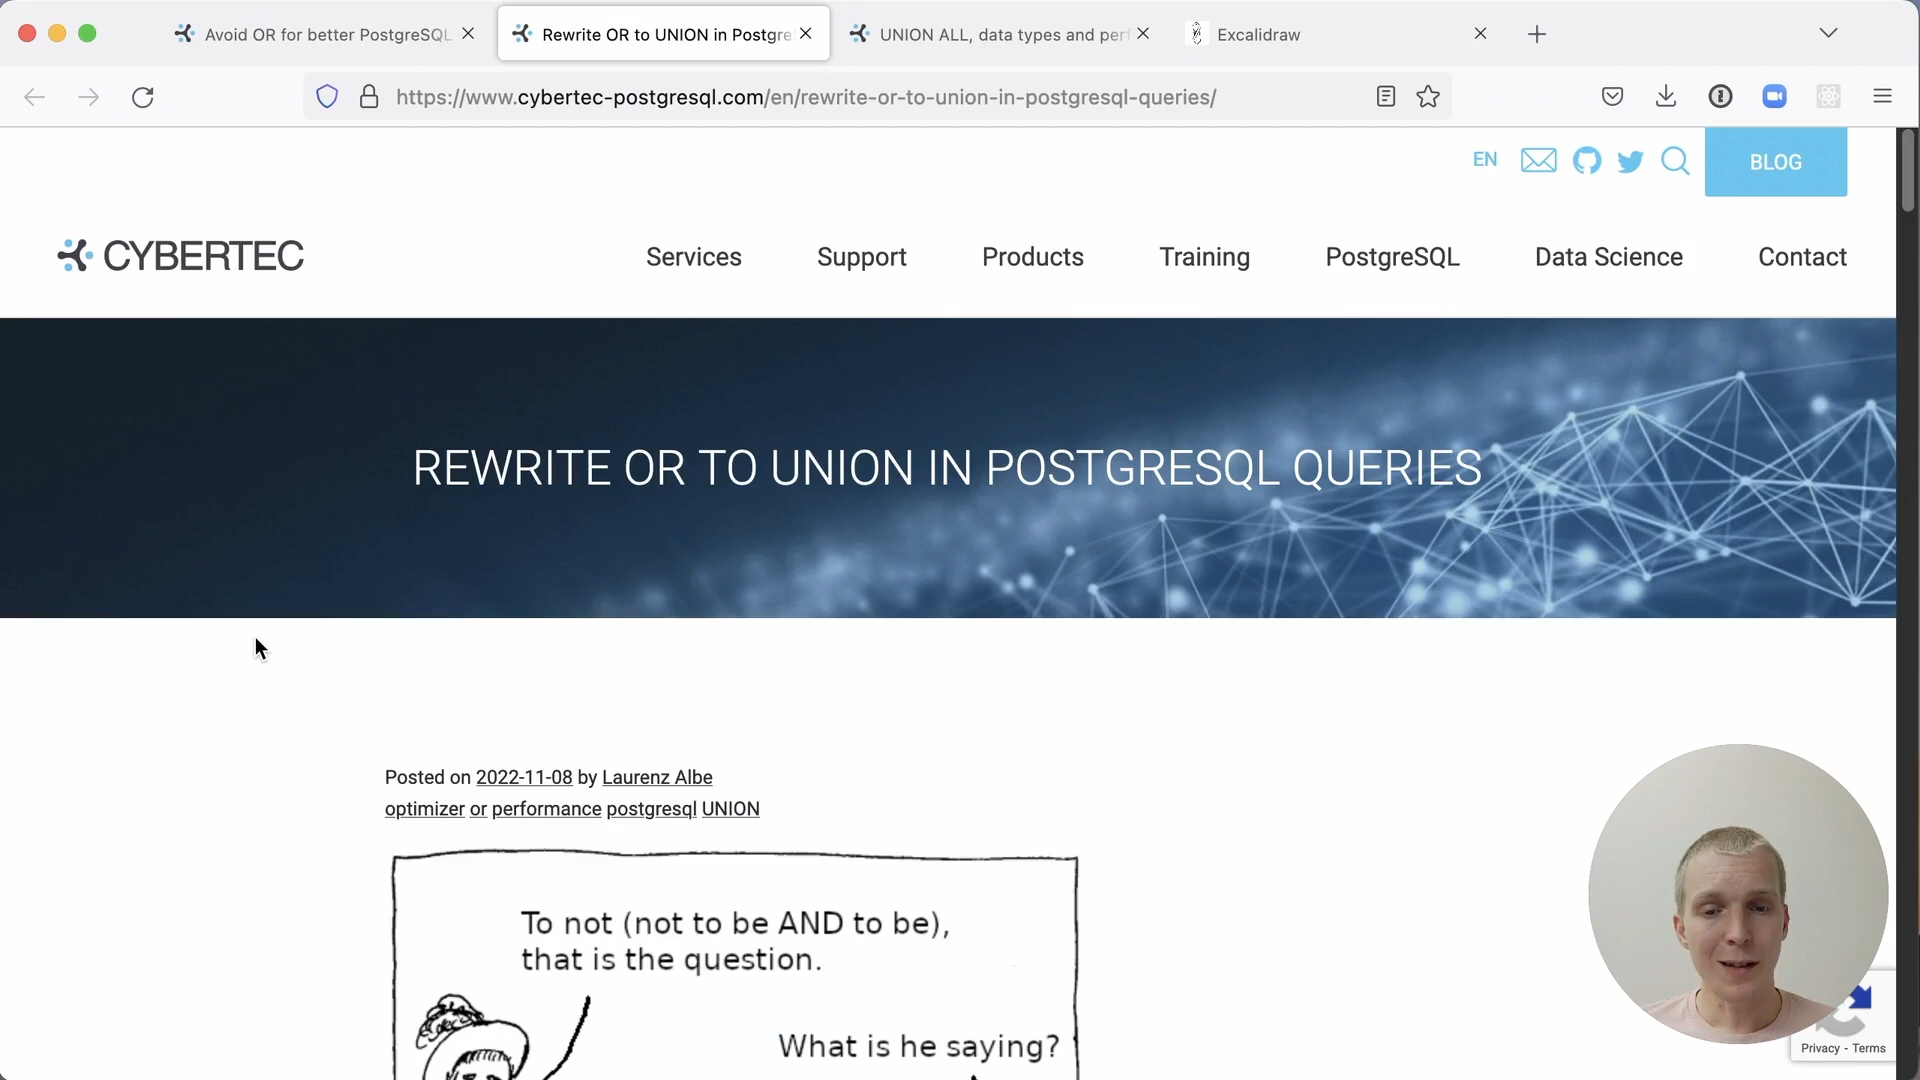 Avoid OR for better PostgreSQL
Rewrite OR to UNION in Postgre
UNION ALL, data types and perf
Excalidraw
https://www.cybertec-postgresql.com/en/rewrite-or-to-union-in-postgresql-queries/
EN
BLOG
CYBERTEC
Services
Support
Products
Training
PostgreSQL
Data Science
Contact
REWRITE OR TO UNION IN POSTGRESQL QUERIES
Posted on 2022-11-08 by Laurenz Albe
optimizer or performance postgresql UNION
To not (not to be AND to be),
that is the question.
What is he saying?
Privacy - Terms